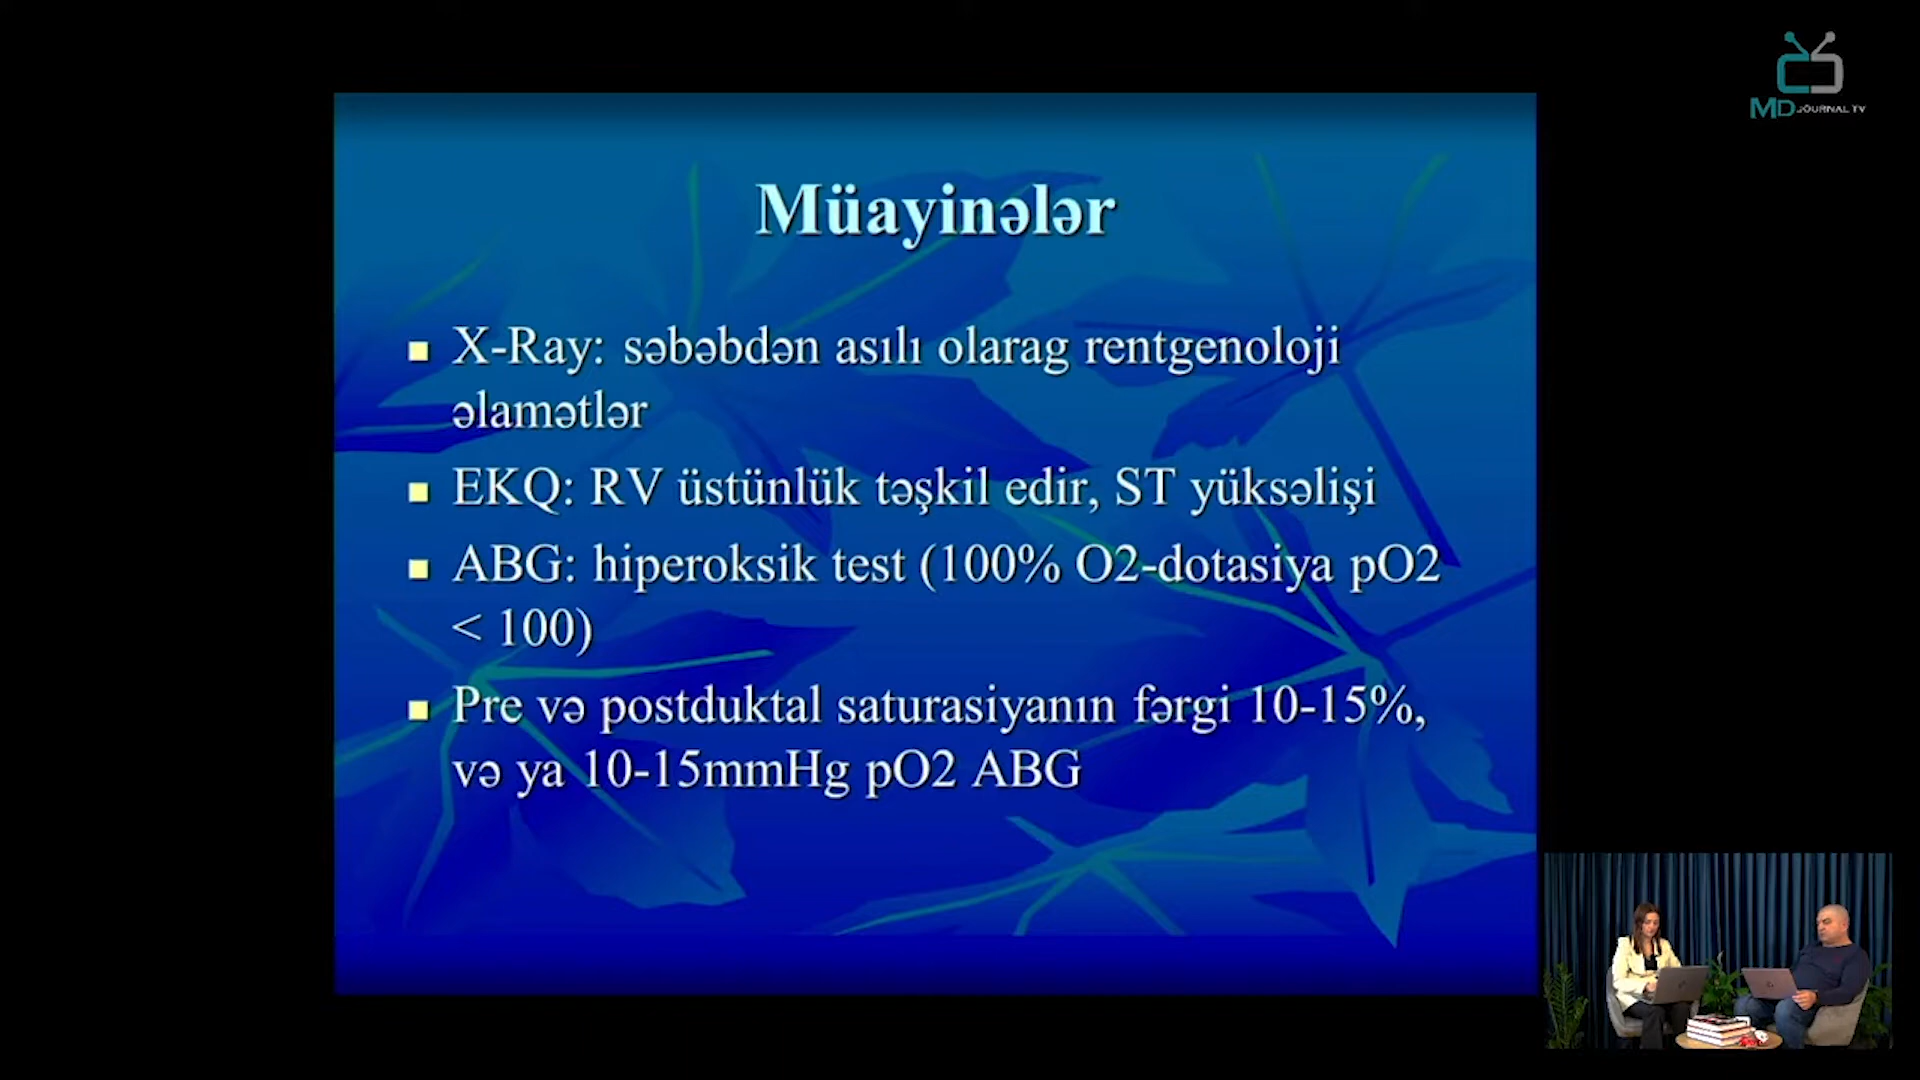 MD JOURNAL TV
Müayinələr
X-Ray: səbəbdən asılı olarag rentgenoloji
əlamətlər
EKQ: RV üstünlük təşkil edir, ST yüksəlişi
ABG: hiperoksik test (100% O2-dotasiya pO2
< 100)
Pre və postduktal saturasiyanın fərgi 10-15%,
və ya 10-15mmHg pO2 ABG